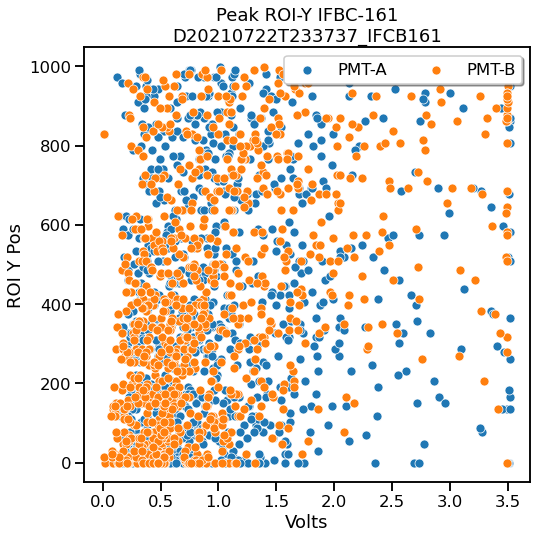 Peak ROI-Y IFBC-161
D20210722T233737_IFCB161
PMT-A PMT-B
1000
800
600
400
200
0
ROI Y Pos
0.0 0.5 1.0 1.5 2.0 2.5 3.0 3.5
Volts